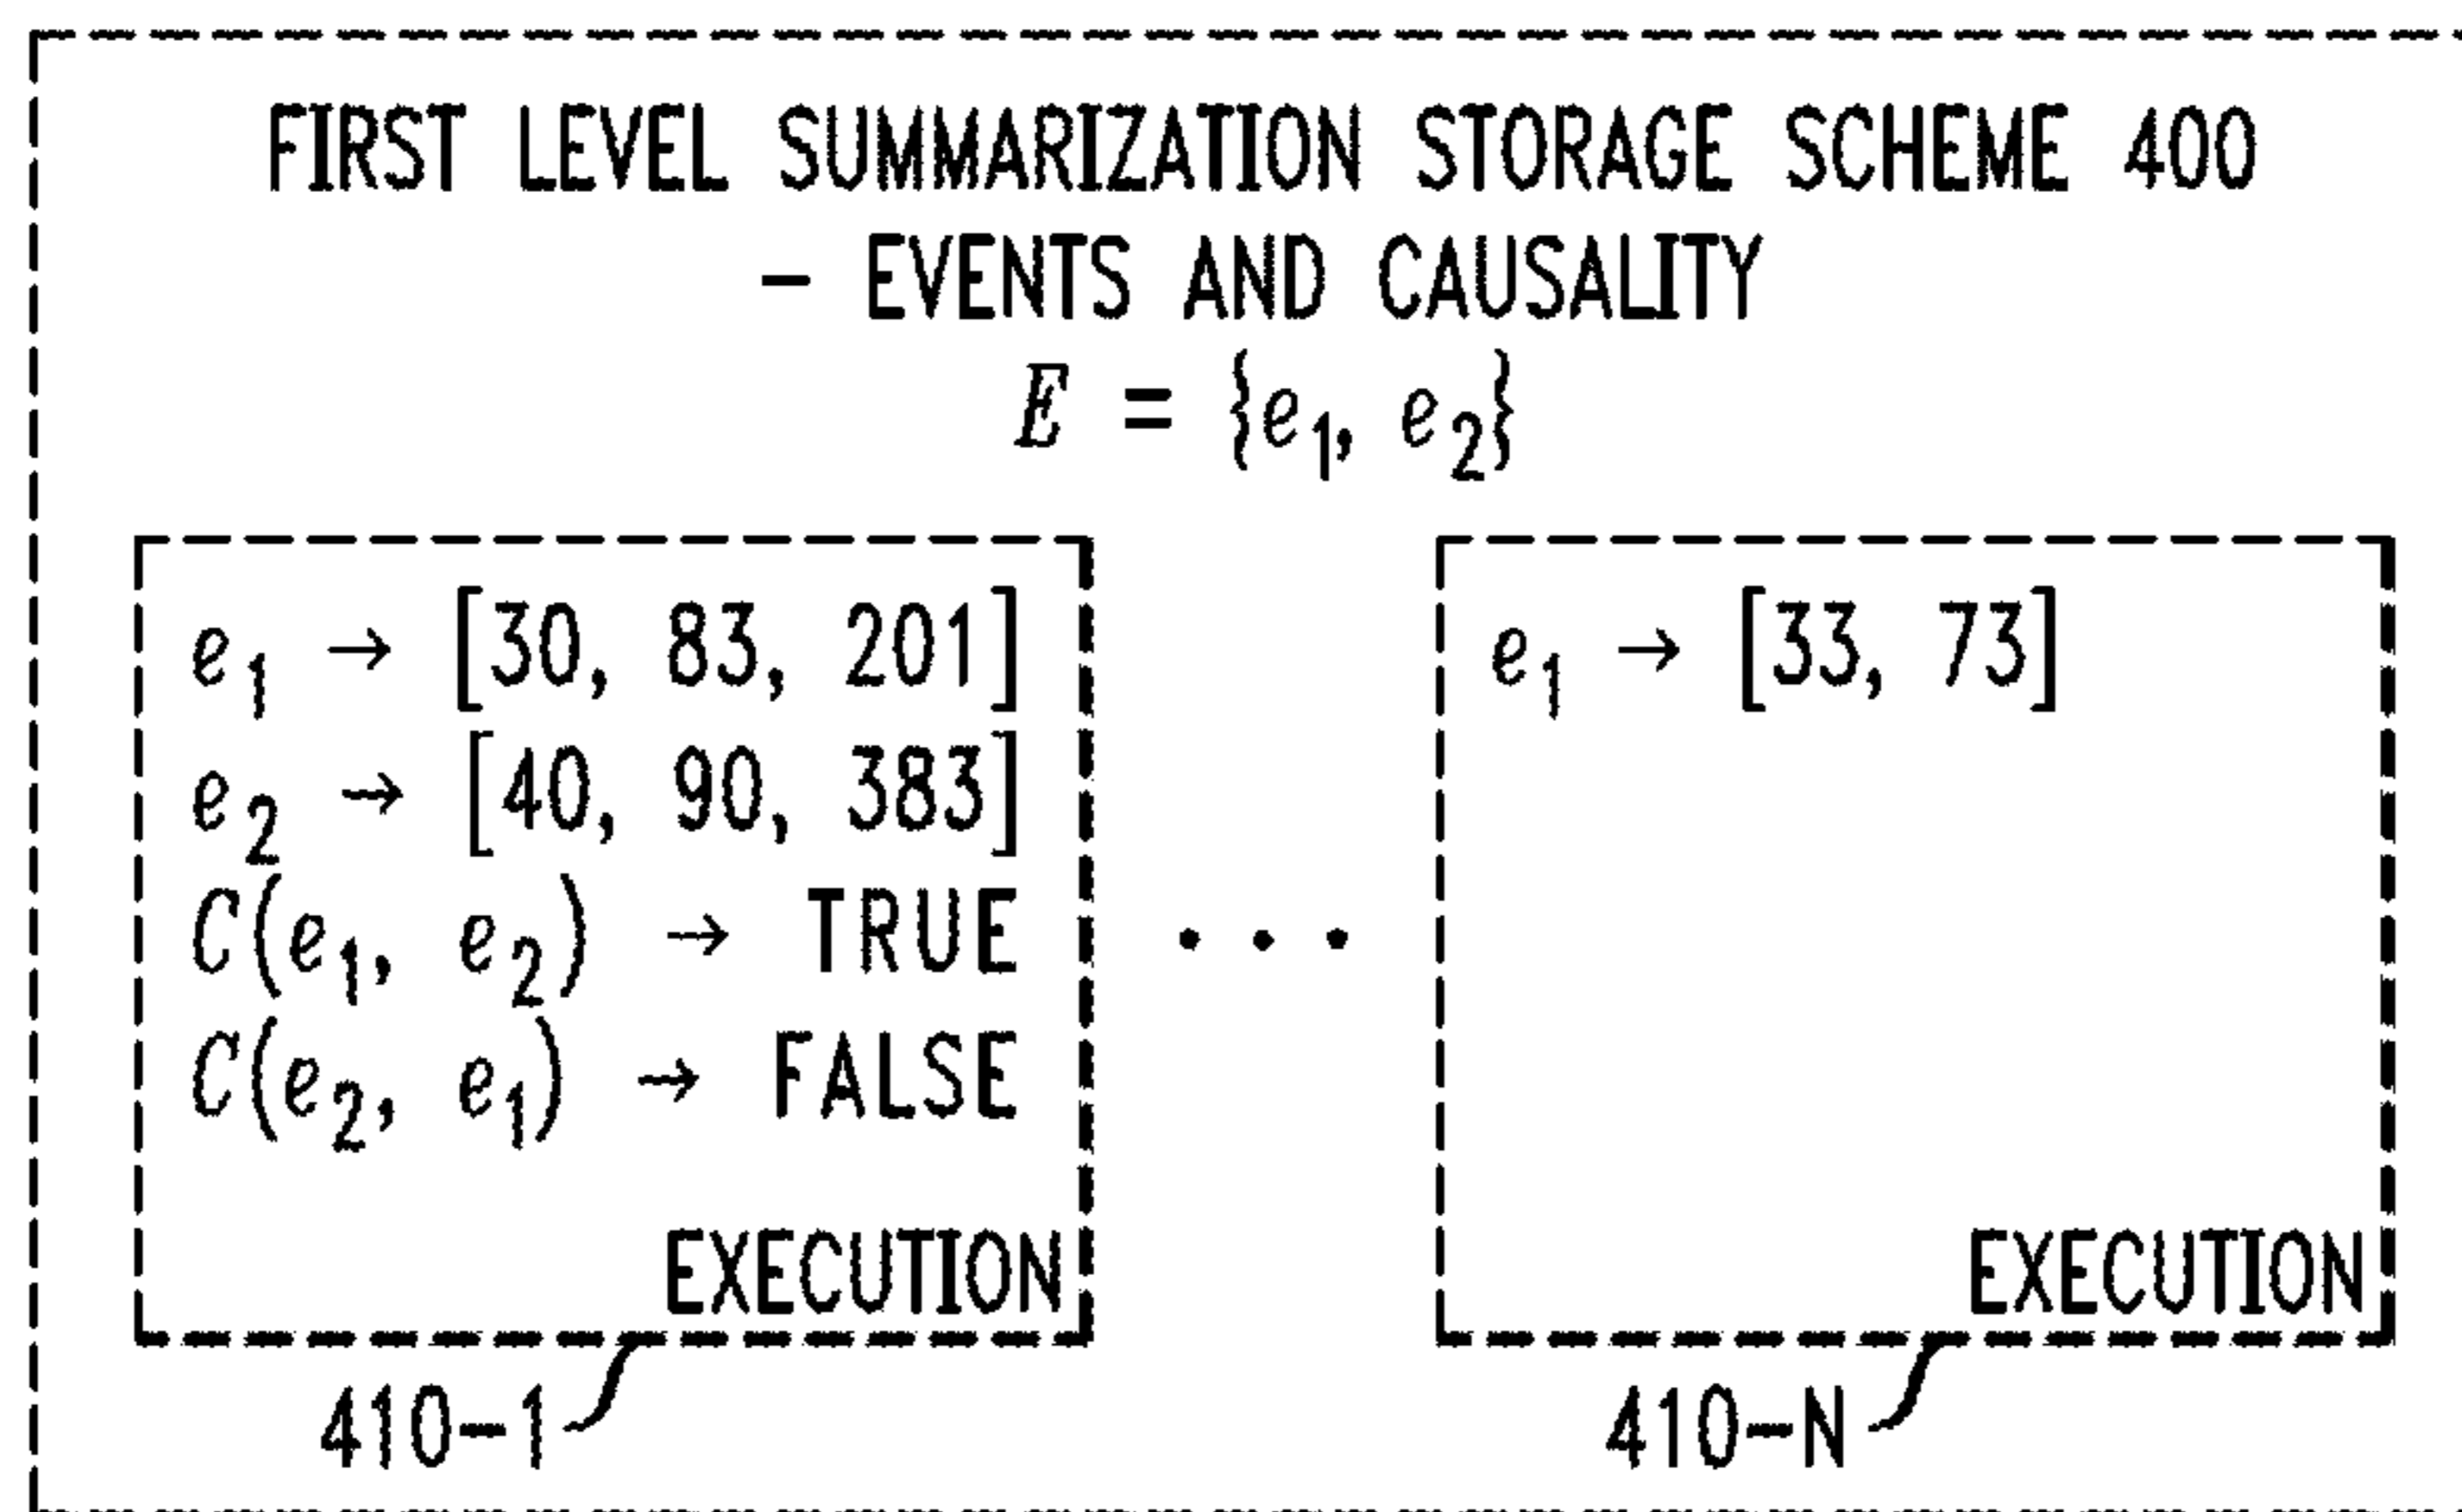 FIRST LEVEL SUMMARIZATION STORAGE SCHEME 400
- EVENTS AND CAUSALITY
E = {e₁, e₂}
e₁ → [30, 83, 201]
e₂ → [40, 90, 383]
C(e₁, e₂) → TRUE
C(e₂, e₁) → FALSE
EXECUTION
410-1
• • •
e₁ → [33, 73]
EXECUTION
410-N